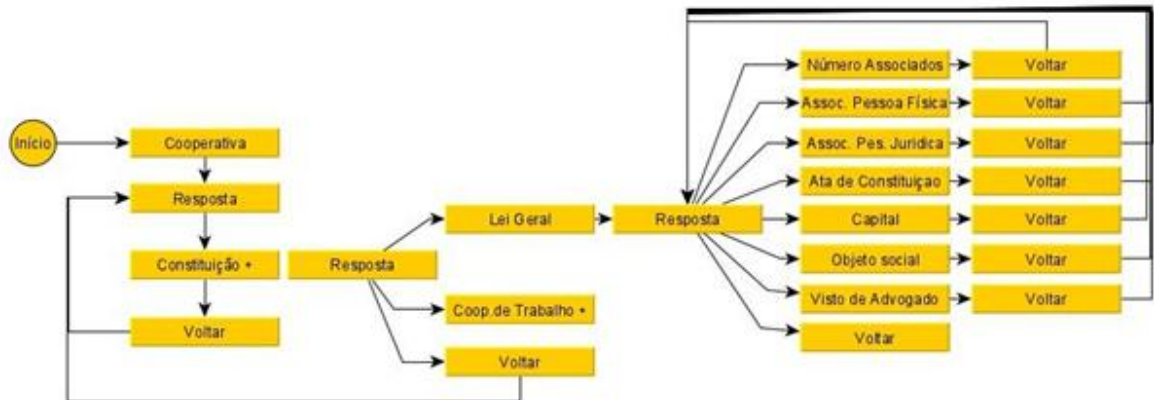 Início
Cooperativa
Resposta
Constituição +
Voltar
Resposta
Lei Geral
Coop.de Trabalho +
Voltar
Resposta
Número Associados
Voltar
Assoc. Pessoa Física
Voltar
Assoc. Pes. Juridica
Voltar
Ata de Constituiçao
Voltar
Capital
Voltar
Objeto social
Voltar
Visto de Advogado
Voltar
Voltar